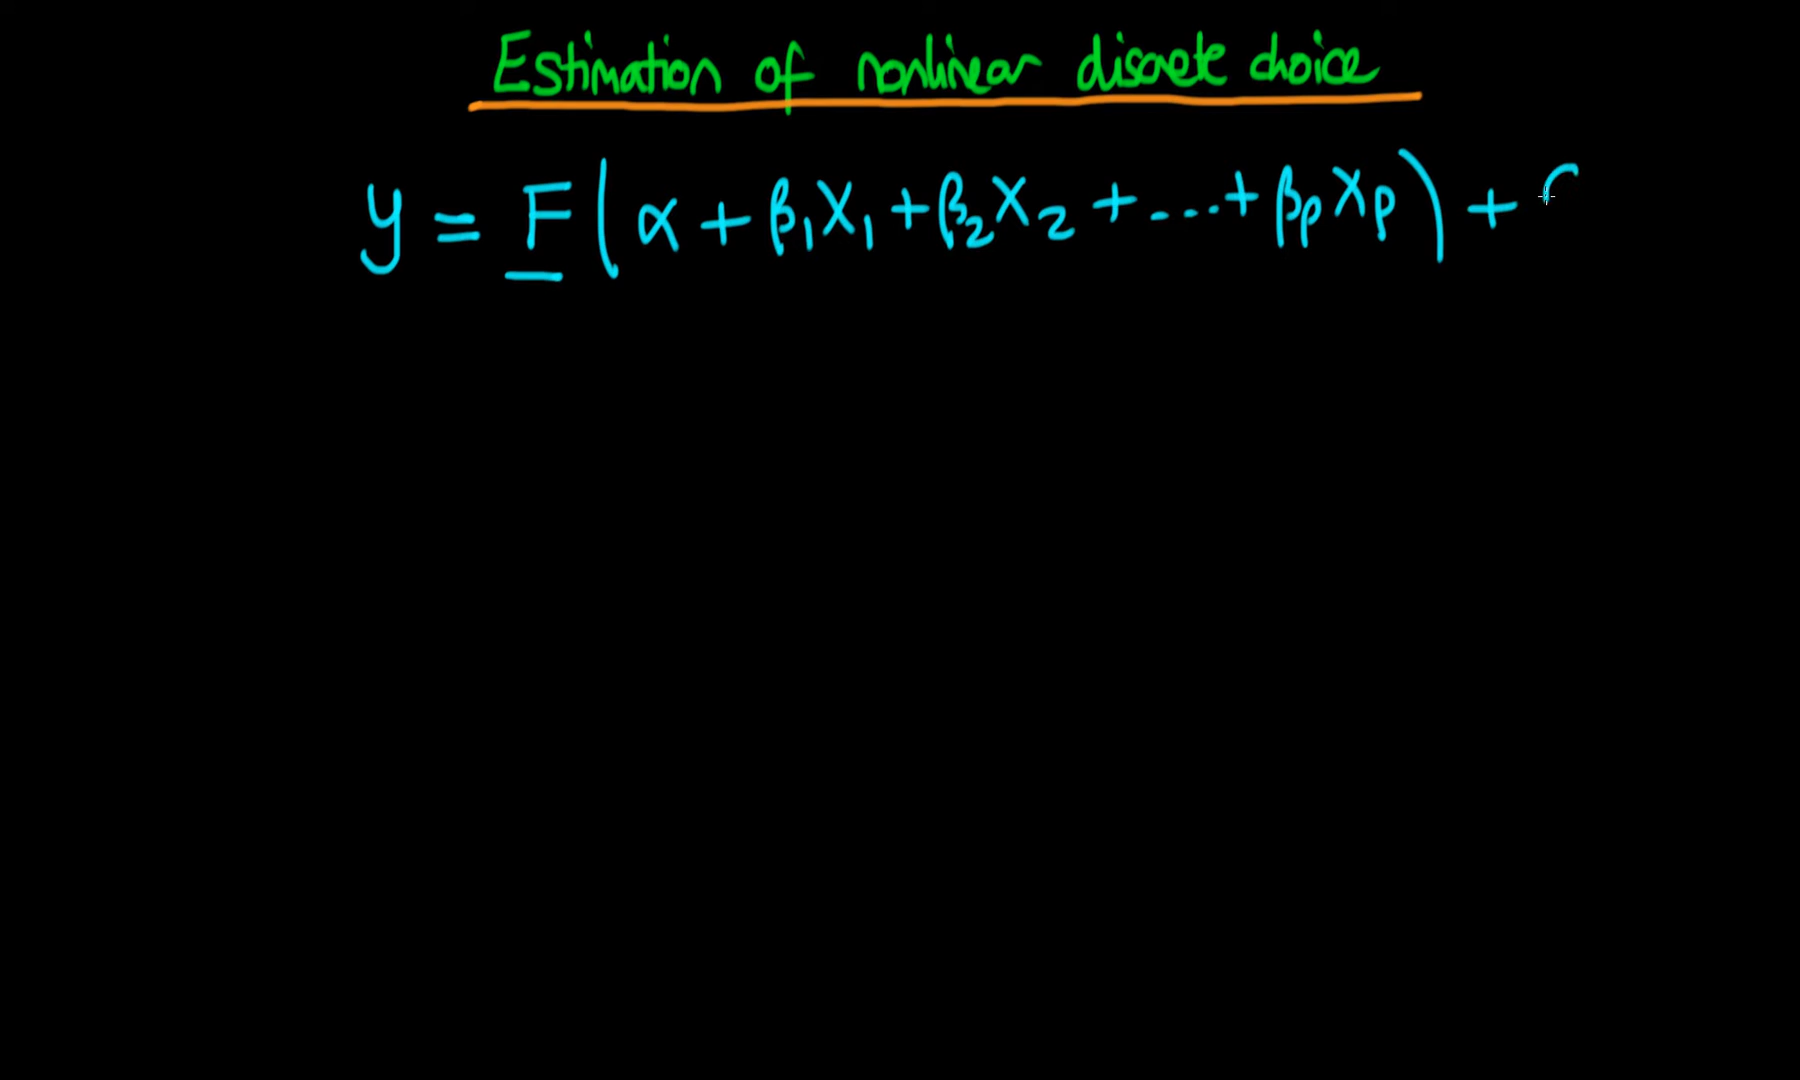 Estimation of nonlinear discrete choice
y = F(α + β₁X₁ + β₂X₂ + ... + βₚXₚ) +